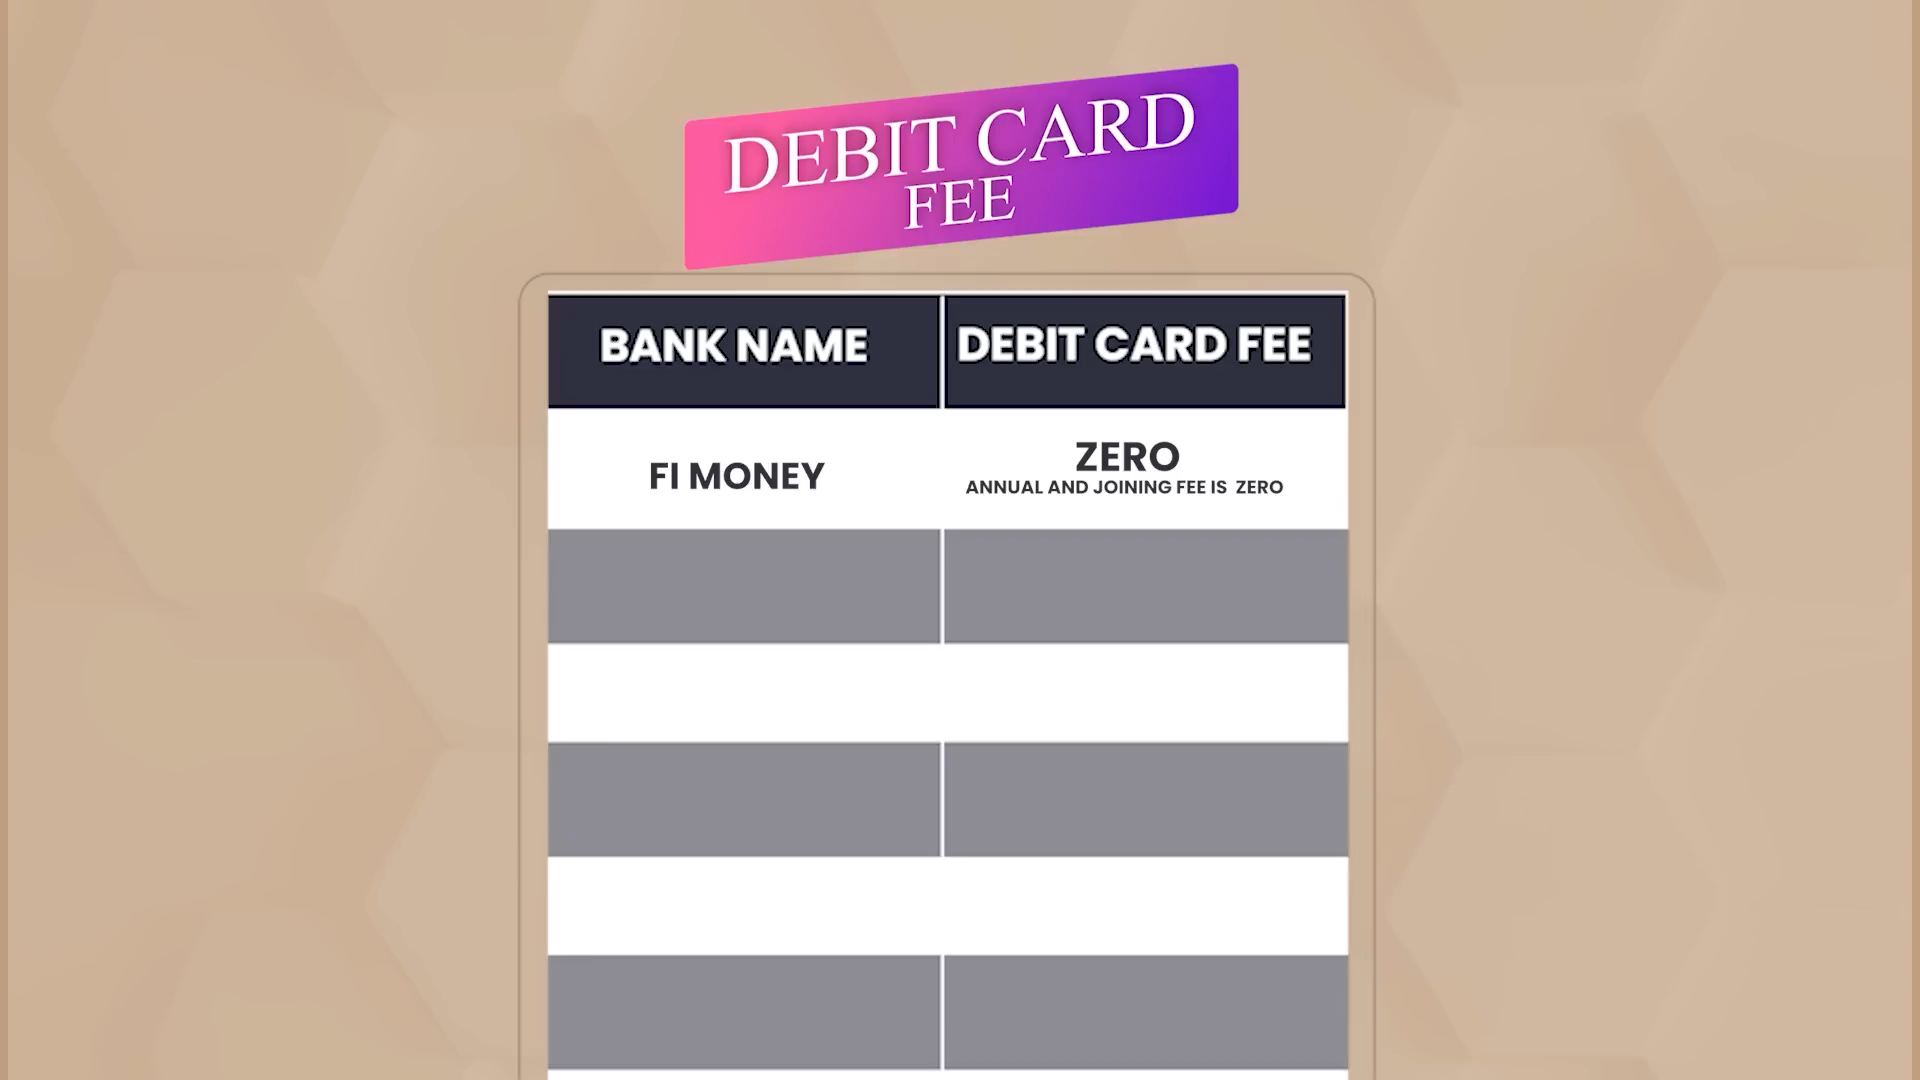 DEBIT CARD
FEE
BANK NAME
DEBIT CARD FEE
FI MONEY
ZERO
ANNUAL AND JOINING FEE IS ZERO